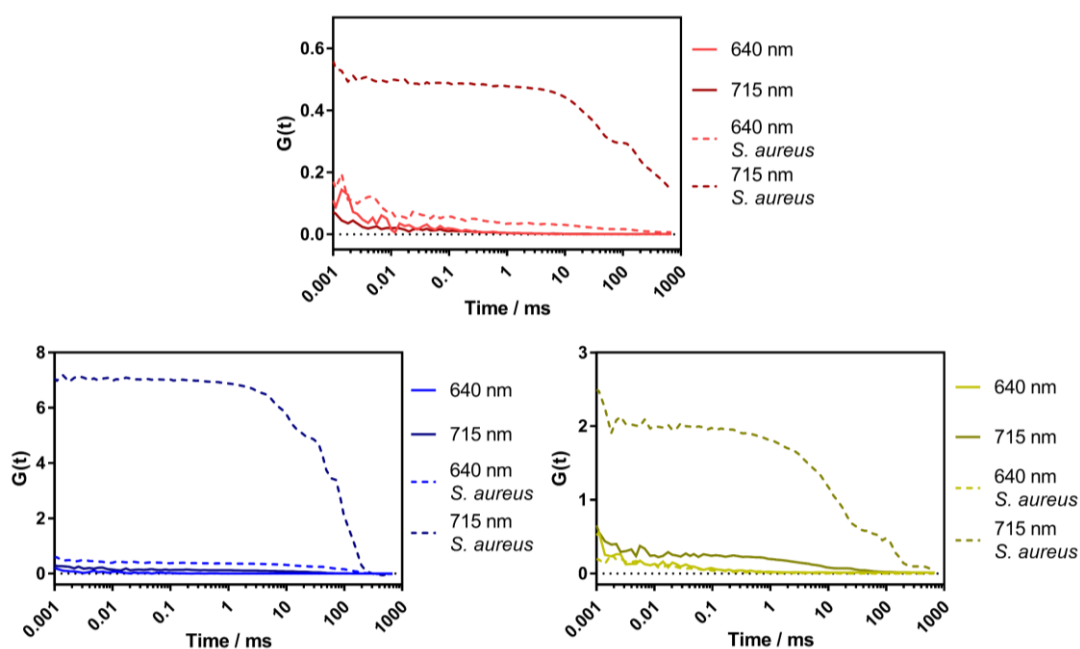 0.6
0.4
0.2
0.0
G(t)
0.001
0.01
0.1
1
10
100
1000
Time / ms
640 nm
715 nm
640 nm
S. aureus
715 nm
S. aureus
8
6
4
2
0
G(t)
0.001
0.01
0.1
1
10
100
1000
Time / ms
640 nm
715 nm
640 nm
S. aureus
715 nm
S. aureus
3
2
1
0
G(t)
0.001
0.01
0.1
1
10
100
1000
Time / ms
640 nm
715 nm
640 nm
S. aureus
715 nm
S. aureus